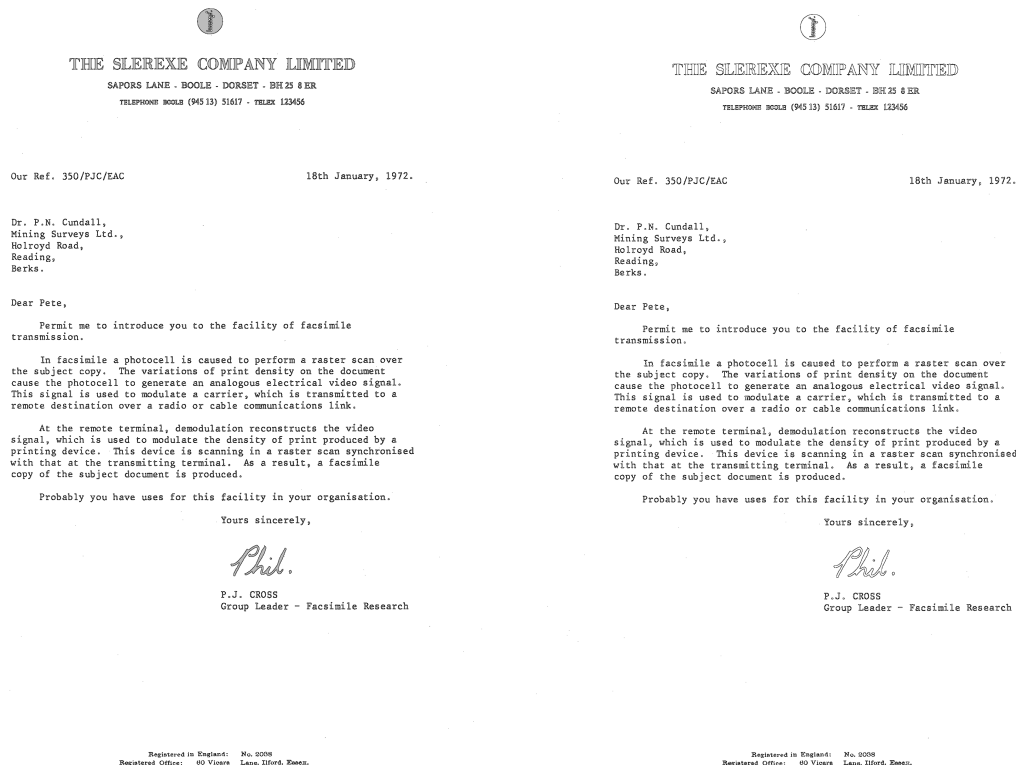 THE SLEREXE COMPANY LIMITED
SAPORS LANE - BOOLE - DORSET - BH 25 8 ER
TELEPHONE BOOLE (945 13) 51617 - TELEX 123456
Our Ref. 350/PJC/EAC 18th January, 1972.
Dr. P.N. Cundall,
Mining Surveys Ltd.,
Holroyd Road,
Reading,
Berks.
Dear Pete,
Permit me to introduce you to the facility of facsimile
transmission.
In facsimile a photocell is caused to perform a raster scan over
the subject copy. The variations of print density on the document
cause the photocell to generate an analogous electrical video signal.
This signal is used to modulate a carrier, which is transmitted to a
remote destination over a radio or cable communications link.
At the remote terminal, demodulation reconstructs the video
signal, which is used to modulate the density of print produced by a
printing device. This device is scanning in a raster scan synchronised
with that at the transmitting terminal. As a result, a facsimile
copy of the subject document is produced.
Probably you have uses for this facility in your organisation.
Yours sincerely,
Phil.
P.J. CROSS
Group Leader - Facsimile Research
Registered in England: No. 2038
Registered Office: 60 Vicara Lane, Ilford, Essex.
THE SLEREXE COMPANY LIMITED
SAPORS LANE - BOOLE - DORSET - BH 25 8 ER
TELEPHONE BOOLE (945 13) 51617 - TELEX 123456
Our Ref. 350/PJC/EAC 18th January, 1972.
Dr. P.N. Cundall,
Mining Surveys Ltd.,
Holroyd Road,
Reading,
Berks.
Dear Pete,
Permit me to introduce you to the facility of facsimile
transmission.
In facsimile a photocell is caused to perform a raster scan over
the subject copy. The variations of print density on the document
cause the photocell to generate an analogous electrical video signal.
This signal is used to modulate a carrier, which is transmitted to a
remote destination over a radio or cable communications link.
At the remote terminal, demodulation reconstructs the video
signal, which is used to modulate the density of print produced by a
printing device. This device is scanning in a raster scan synchronised
with that at the transmitting terminal. As a result, a facsimile
copy of the subject document is produced.
Probably you have uses for this facility in your organisation.
Yours sincerely,
Phil.
P.J. CROSS
Group Leader - Facsimile Research
Registered in England: No. 2038
Registered Office: 60 Vicara Lane, Ilford, Essex.